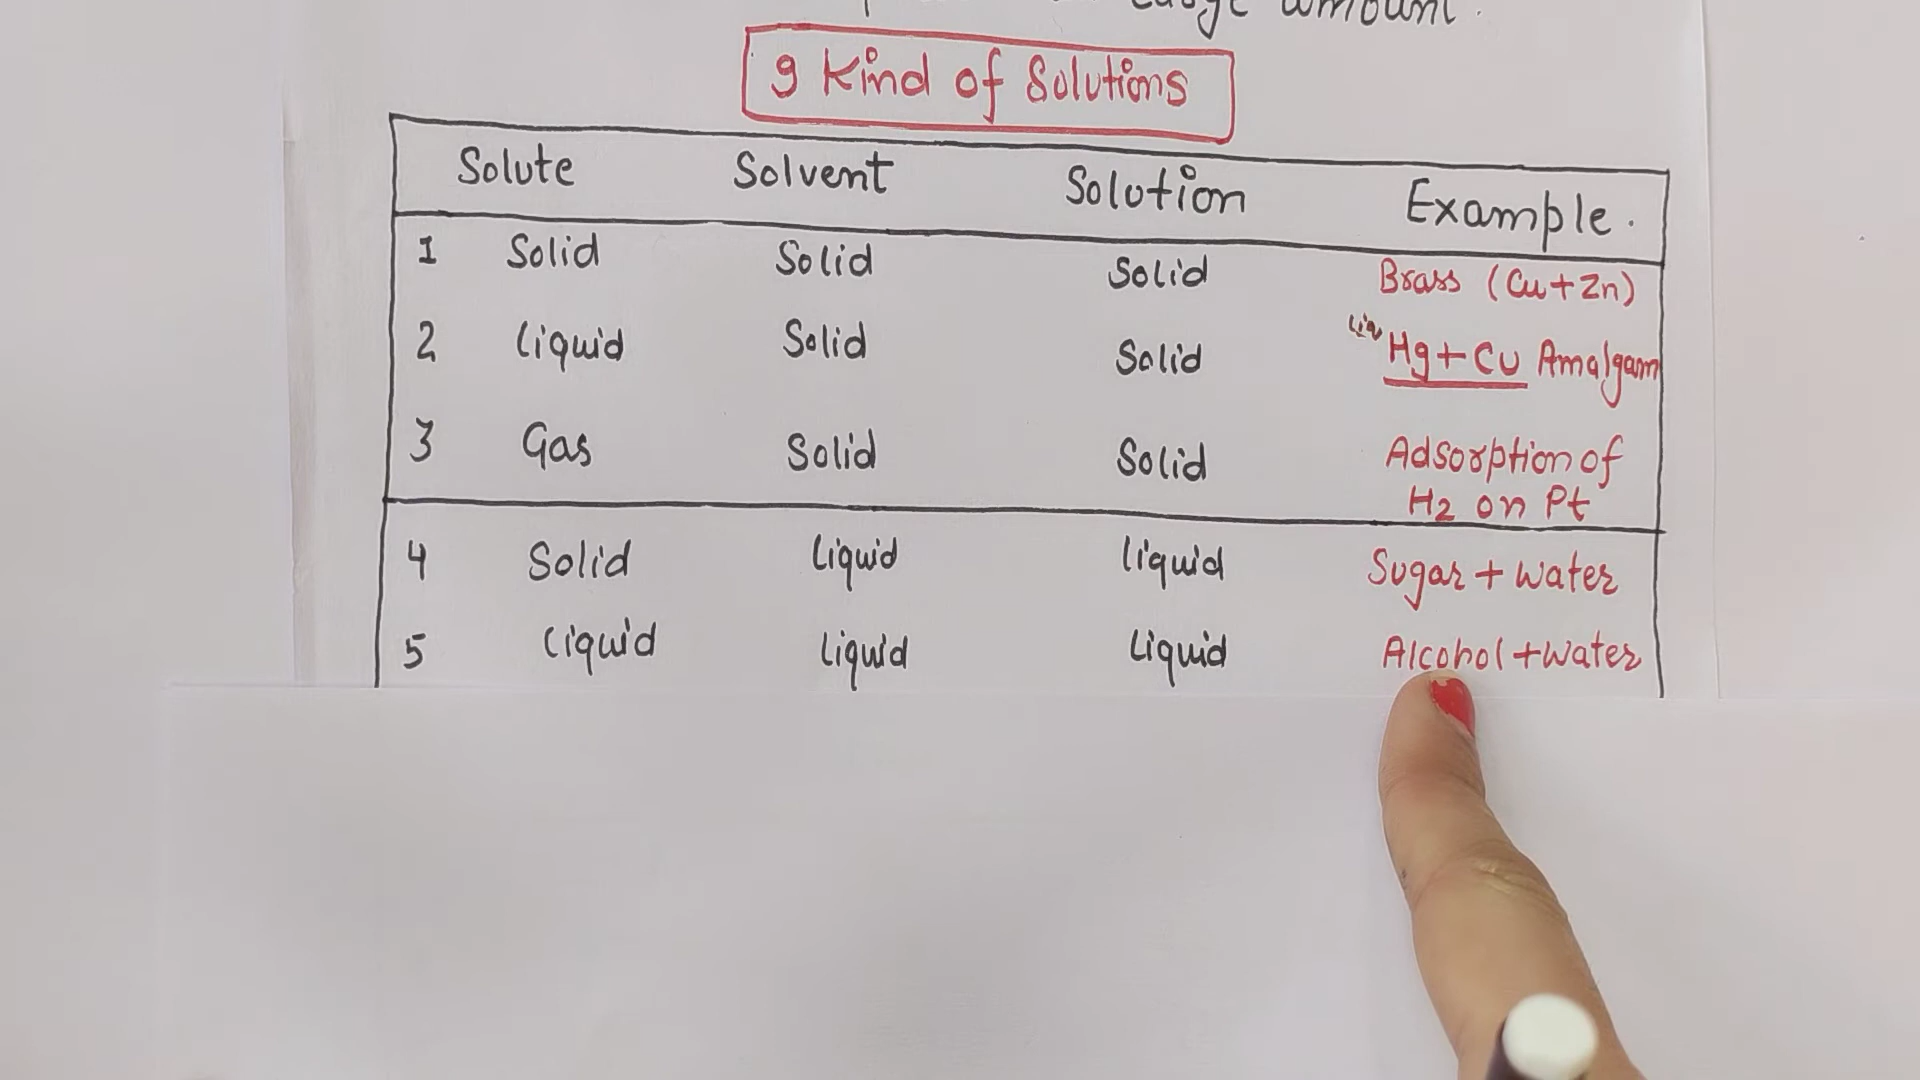 amount.
9 Kind of Solutions
Solute Solvent Solution Example.
1 Solid Solid Solid Brass (Cu+Zn)
2 liquid Solid Solid liq Hg+Cu Amalgam
3 Gas Solid Solid Adsorption of
H2 on Pt
4 Solid liquid liquid Sugar + Water
5 liquid liquid liquid Alcohol + Water